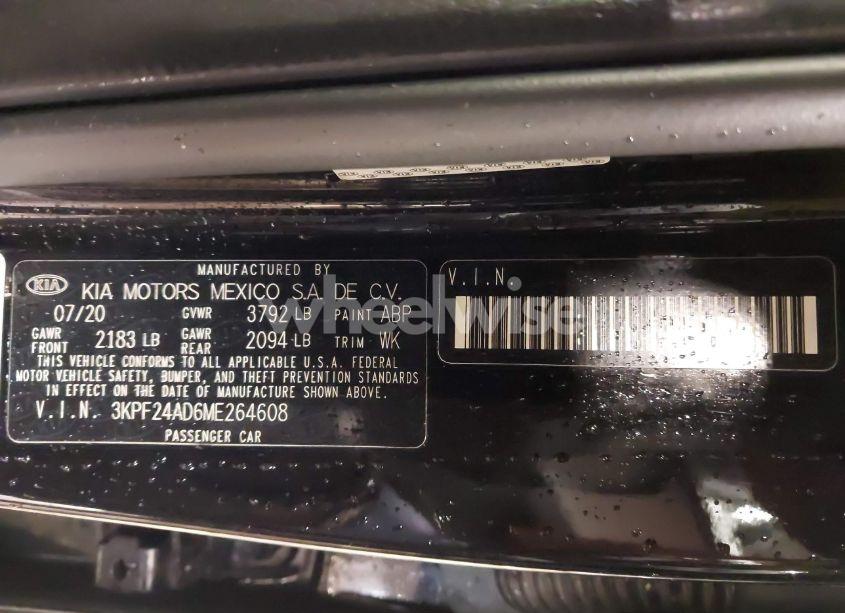 MANUFACTURED BY
KIA KIA MOTORS MEXICO S.A. DE C.V.
07/20 GVWR 3792 LB PAINT ABP
GAWR FRONT 2183 LB GAWR REAR 2094 LB TRIM WK
THIS VEHICLE CONFORMS TO ALL APPLICABLE U.S.A. FEDERAL
MOTOR VEHICLE SAFETY, BUMPER, AND THEFT PREVENTION STANDARDS
IN EFFECT ON THE DATE OF MANUFACTURE SHOWN ABOVE.
V.I.N. 3KPF24AD6ME264608
PASSENGER CAR
V.I.N.
wheelwise